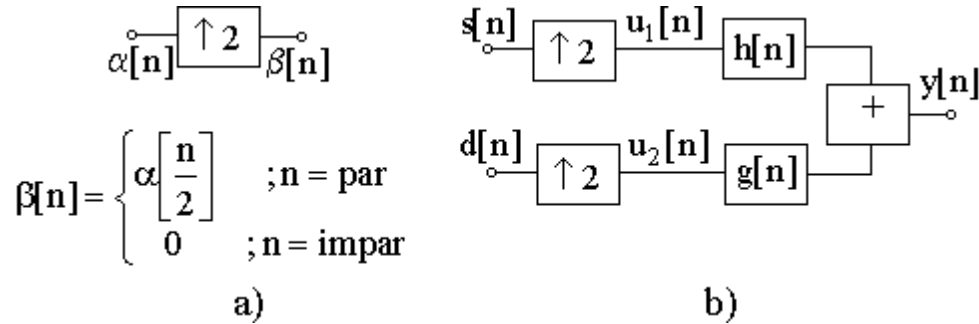 ↑ 2
α[n]
β[n]
β[n] = { α[n/2] ; n = par
0 ; n = impar
a)
s[n]
↑ 2
u₁[n]
h[n]
+
y[n]
d[n]
↑ 2
u₂[n]
g[n]
b)